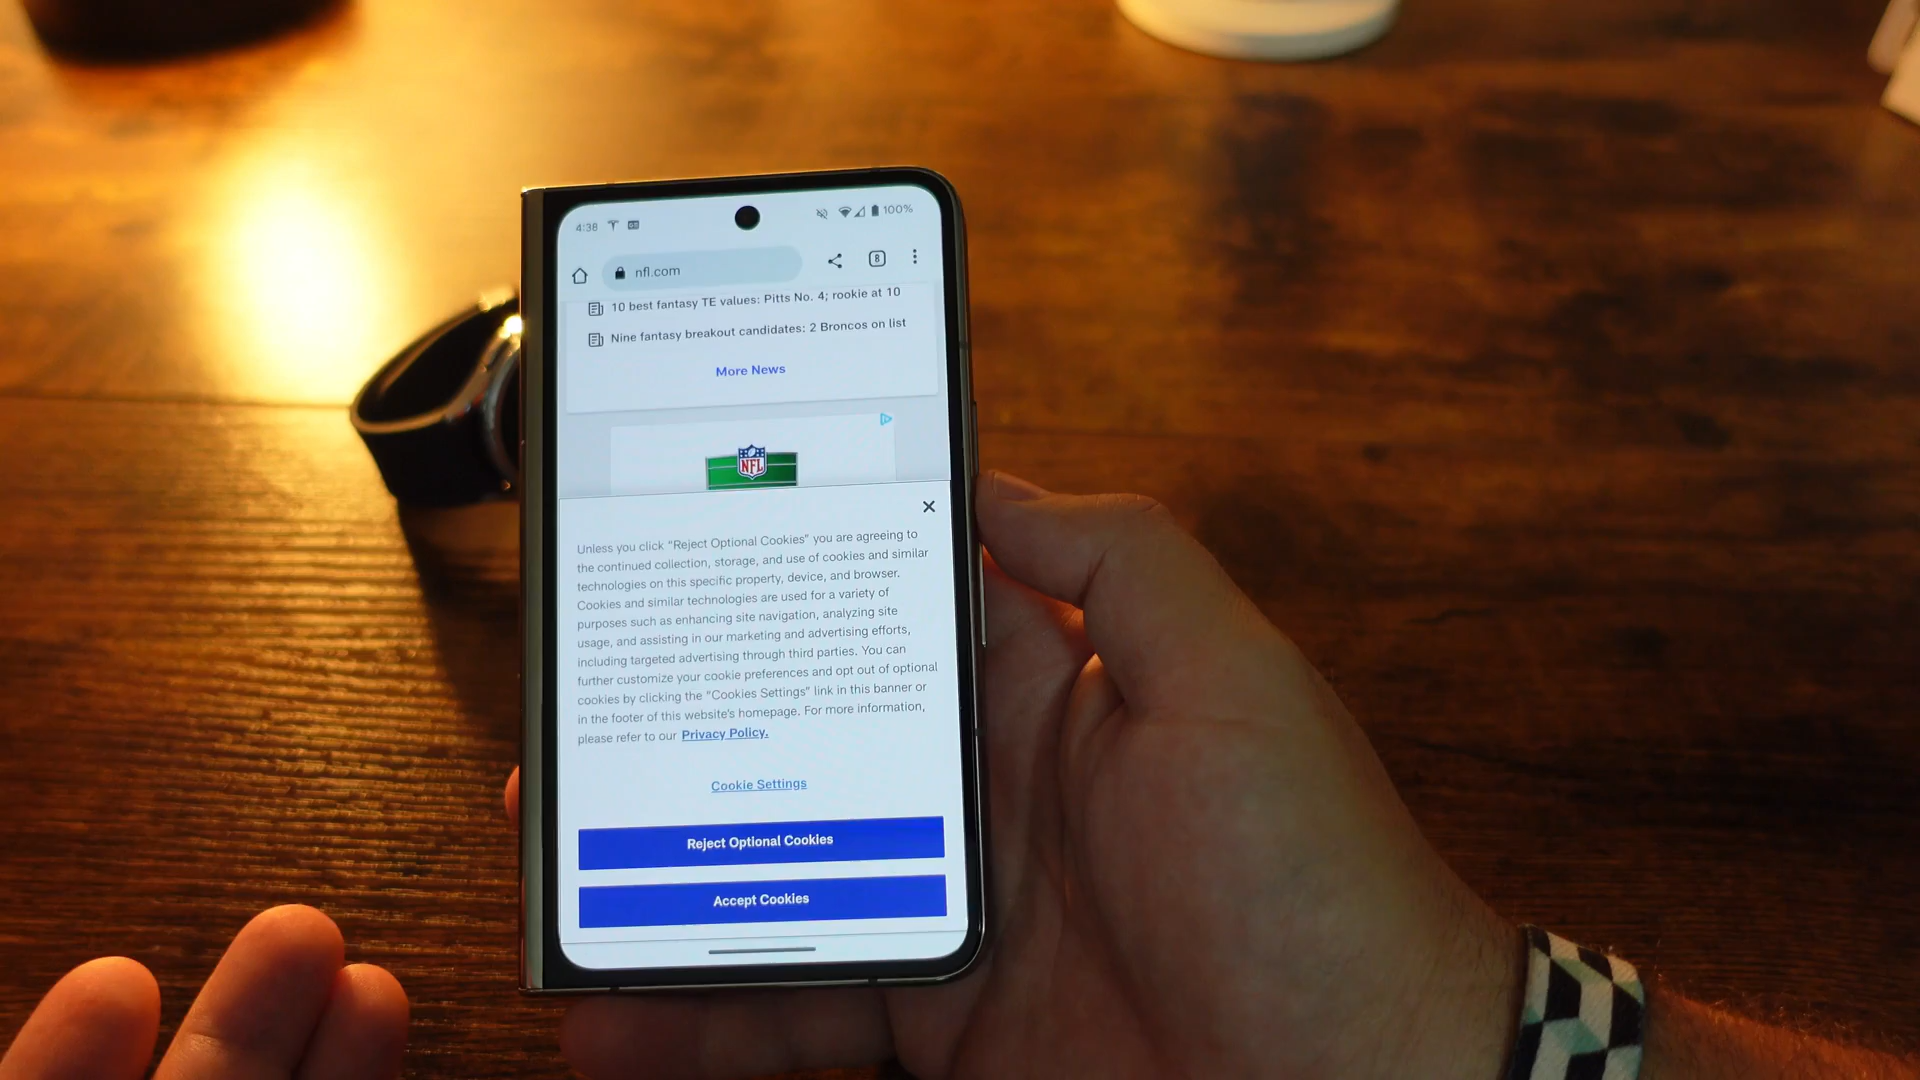 4:38
100%
nfl.com
8
10 best fantasy TE values: Pitts No. 4; rookie at 10
Nine fantasy breakout candidates: 2 Broncos on list
More News
NFL
Unless you click “Reject Optional Cookies” you are agreeing to
the continued collection, storage, and use of cookies and similar
technologies on this specific property, device, and browser.
Cookies and similar technologies are used for a variety of
purposes such as enhancing site navigation, analyzing site
usage, and assisting in our marketing and advertising efforts,
including targeted advertising through third parties. You can
further customize your cookie preferences and opt out of optional
cookies by clicking the “Cookies Settings” link in this banner or
in the footer of this website's homepage. For more information,
please refer to our Privacy Policy.
Cookie Settings
Reject Optional Cookies
Accept Cookies